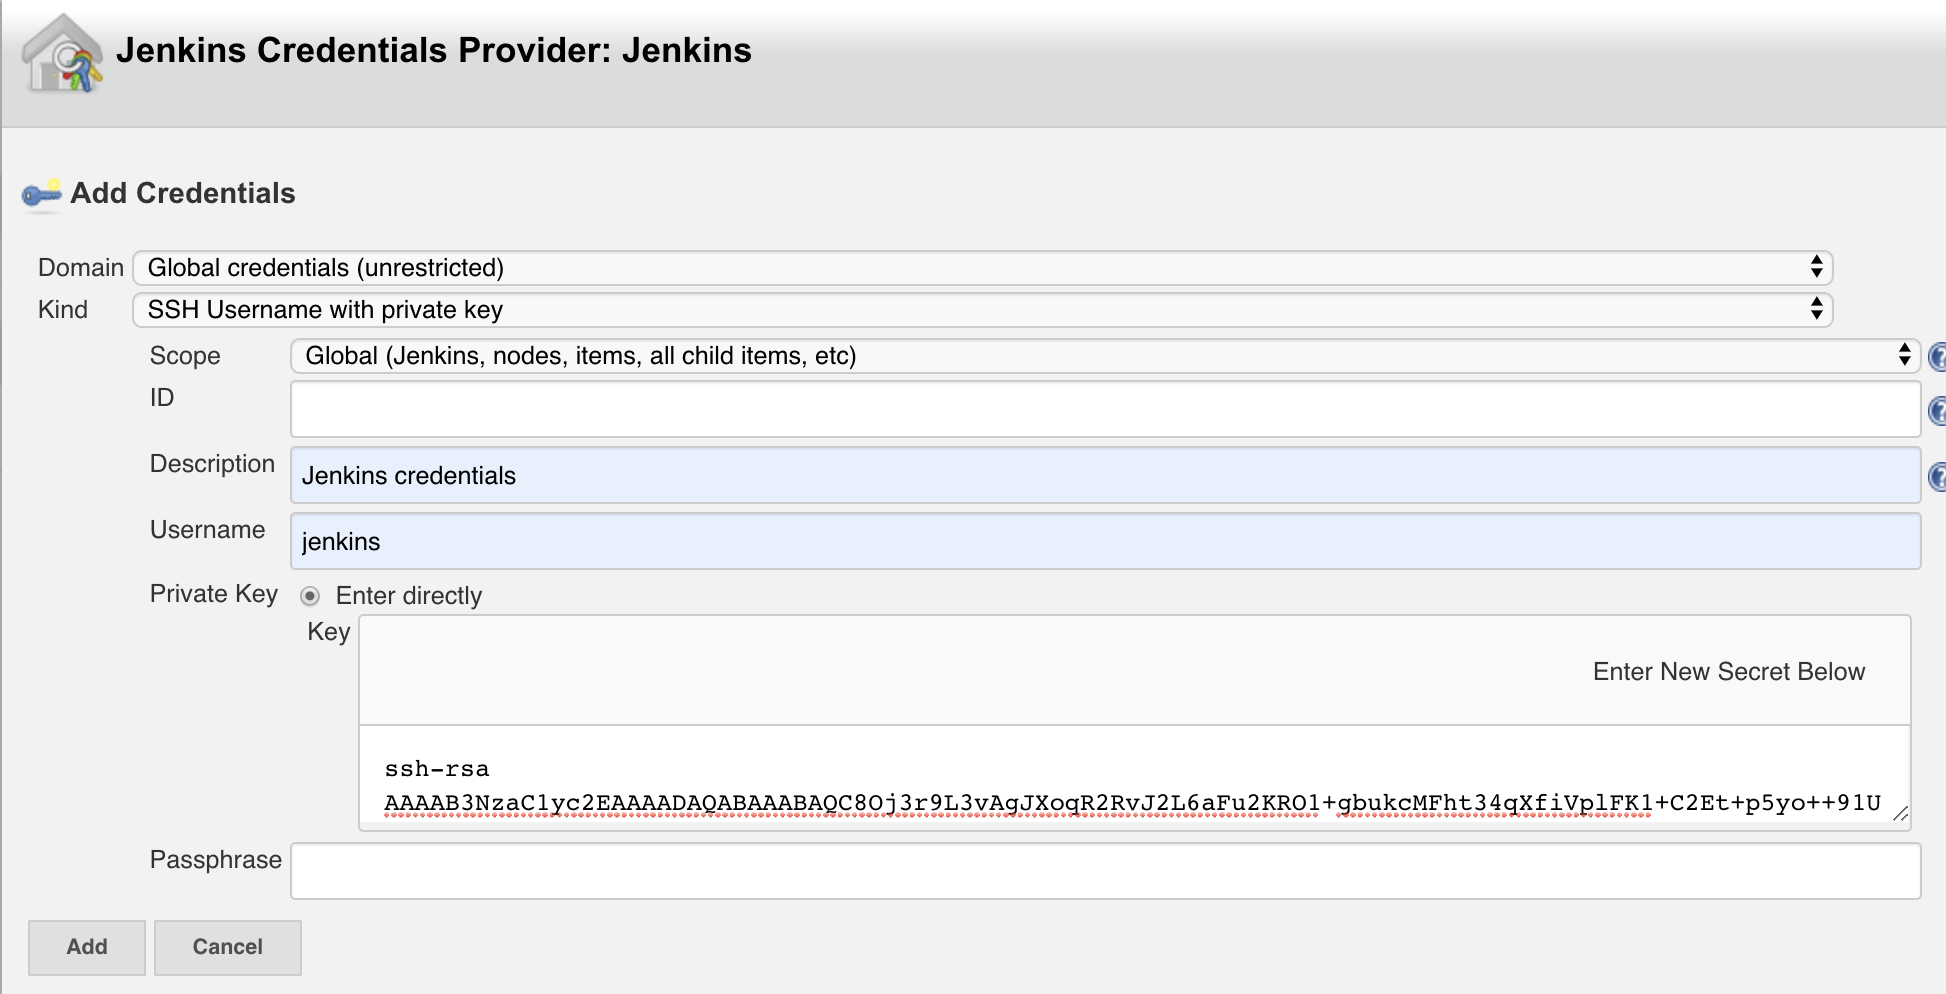 Jenkins Credentials Provider: Jenkins
Add Credentials
Domain Global credentials (unrestricted)
Kind SSH Username with private key
Scope Global (Jenkins, nodes, items, all child items, etc)
ID
Description Jenkins credentials
Username jenkins
Private Key Enter directly
Key
Enter New Secret Below
ssh-rsa
AAAAB3NzaC1yc2EAAAADAQABAAABAQC8Oj3r9L3vAgJXoqR2RvJ2L6aFu2KRO1+gbukcMFht34qXfiVplFK1+C2Et+p5yo++91U
Passphrase
Add Cancel